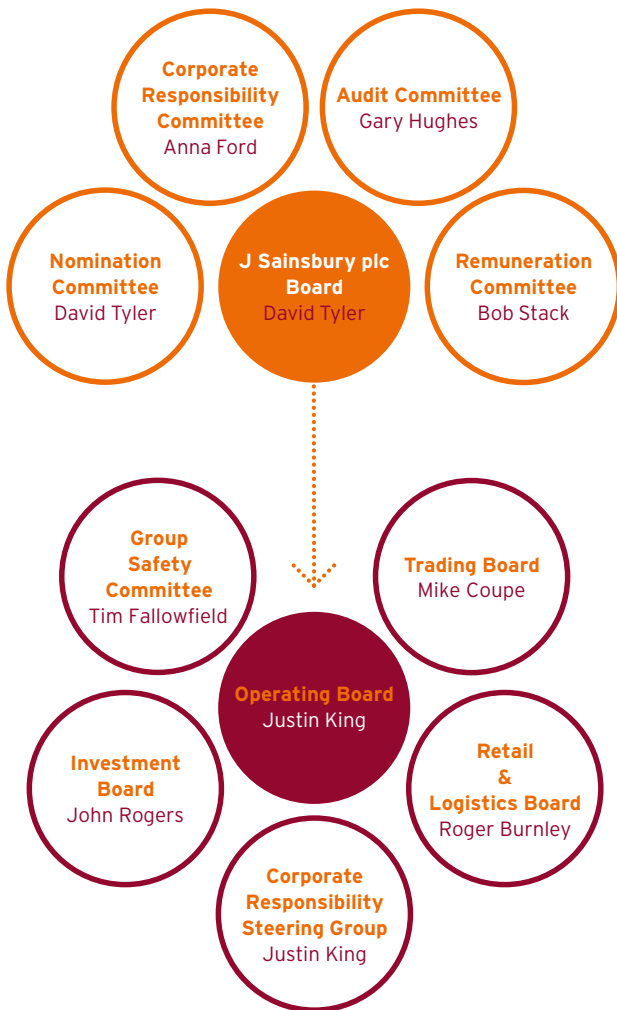 Corporate
Responsibility
Committee
Anna Ford
Audit Committee
Gary Hughes
Nomination
Committee
David Tyler
J Sainsbury plc
Board
David Tyler
Remuneration
Committee
Bob Stack
Group
Safety
Committee
Tim Fallowfield
Trading Board
Mike Coupe
Operating Board
Justin King
Investment
Board
John Rogers
Retail
&
Logistics Board
Roger Burnley
Corporate
Responsibility
Steering Group
Justin King